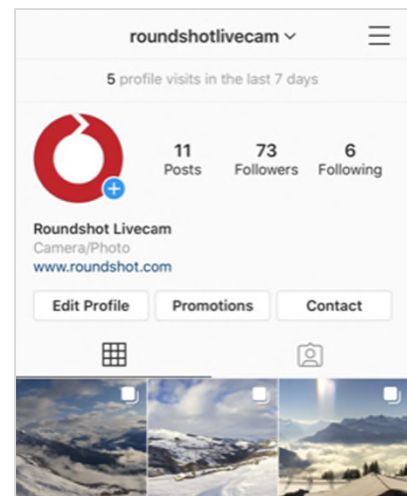 roundshotlivecam
5 profile visits in the last 7 days
11 73 6
Posts Followers Following
Roundshot Livecam
Camera/Photo
www.roundshot.com
Edit Profile Promotions Contact